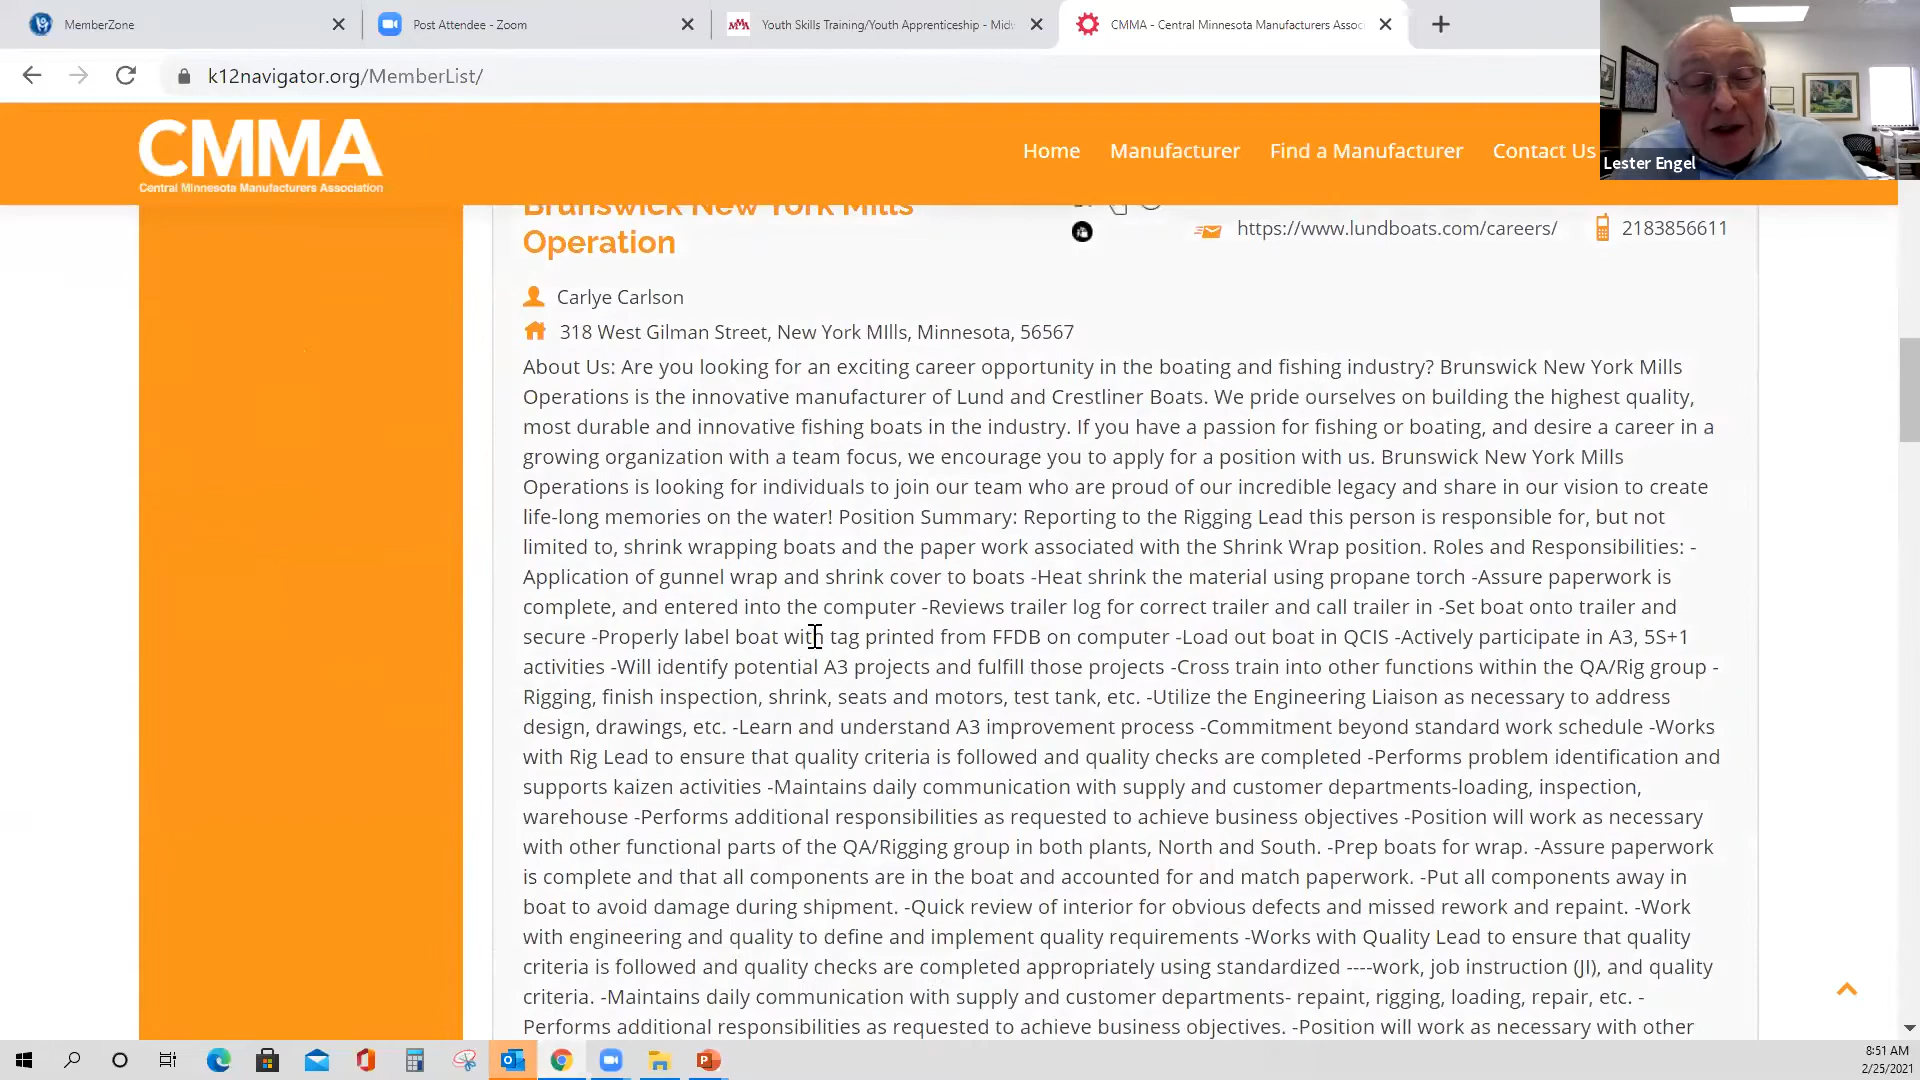 MemberZone
Post Attendee - Zoom
Youth Skills Training/Youth Apprenticeship - Mid
CMMA - Central Minnesota Manufacturers Assoc
k12navigator.org/MemberList/
CMMA
Central Minnesota Manufacturers Association
Home
Manufacturer
Find a Manufacturer
Contact Us
Lester Engel
Brunswick New York Mills
Operation
https://www.lundboats.com/careers/
2183856611
Carlye Carlson
318 West Gilman Street, New York MIlls, Minnesota, 56567
About Us: Are you looking for an exciting career opportunity in the boating and fishing industry? Brunswick New York Mills
Operations is the innovative manufacturer of Lund and Crestliner Boats. We pride ourselves on building the highest quality,
most durable and innovative fishing boats in the industry. If you have a passion for fishing or boating, and desire a career in a
growing organization with a team focus, we encourage you to apply for a position with us. Brunswick New York Mills
Operations is looking for individuals to join our team who are proud of our incredible legacy and share in our vision to create
life-long memories on the water! Position Summary: Reporting to the Rigging Lead this person is responsible for, but not
limited to, shrink wrapping boats and the paper work associated with the Shrink Wrap position. Roles and Responsibilities: -
Application of gunnel wrap and shrink cover to boats -Heat shrink the material using propane torch -Assure paperwork is
complete, and entered into the computer -Reviews trailer log for correct trailer and call trailer in -Set boat onto trailer and
secure -Properly label boat with tag printed from FFDB on computer -Load out boat in QCIS -Actively participate in A3, 5S+1
activities -Will identify potential A3 projects and fulfill those projects -Cross train into other functions within the QA/Rig group -
Rigging, finish inspection, shrink, seats and motors, test tank, etc. -Utilize the Engineering Liaison as necessary to address
design, drawings, etc. -Learn and understand A3 improvement process -Commitment beyond standard work schedule -Works
with Rig Lead to ensure that quality criteria is followed and quality checks are completed -Performs problem identification and
supports kaizen activities -Maintains daily communication with supply and customer departments-loading, inspection,
warehouse -Performs additional responsibilities as requested to achieve business objectives -Position will work as necessary
with other functional parts of the QA/Rigging group in both plants, North and South. -Prep boats for wrap. -Assure paperwork
is complete and that all components are in the boat and accounted for and match paperwork. -Put all components away in
boat to avoid damage during shipment. -Quick review of interior for obvious defects and missed rework and repaint. -Work
with engineering and quality to define and implement quality requirements -Works with Quality Lead to ensure that quality
criteria is followed and quality checks are completed appropriately using standardized ----work, job instruction (JI), and quality
criteria. -Maintains daily communication with supply and customer departments- repaint, rigging, loading, repair, etc. -
Performs additional responsibilities as requested to achieve business objectives. -Position will work as necessary with other
8:51 AM
2/25/2021